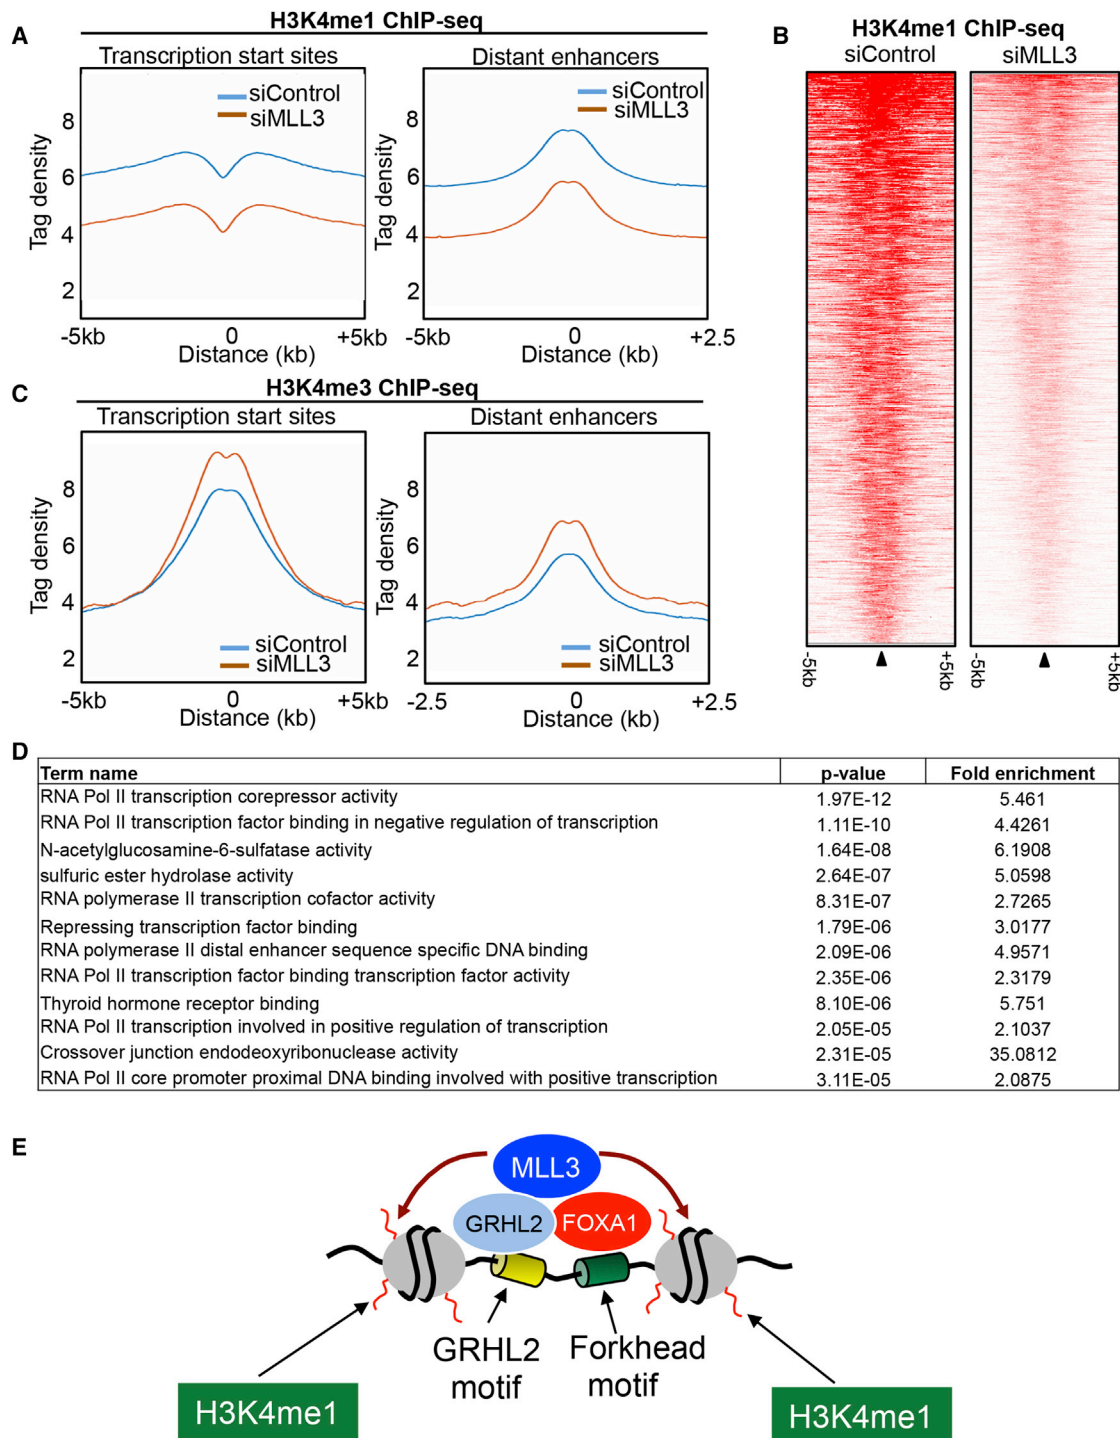 A
H3K4me1 ChIP-seq
Transcription start sites
Distant enhancers
siControl
siMLL3
siControl
siMLL3
Tag density
8
6
4
2
Tag density
8
6
4
2
-5kb
0
+5kb
Distance (kb)
-5kb
0
+2.5
Distance (kb)
B
H3K4me1 ChIP-seq
siControl
siMLL3
-5kb
+5kb
-5kb
+5kb
C
H3K4me3 ChIP-seq
Transcription start sites
Distant enhancers
Tag density
8
6
4
2
siControl
siMLL3
Tag density
8
6
4
2
siControl
siMLL3
-5kb
0
+5kb
Distance (kb)
-2.5
0
+2.5
Distance (kb)
D
Term name p-value Fold enrichment
RNA Pol II transcription corepressor activity 1.97E-12 5.461
RNA Pol II transcription factor binding in negative regulation of transcription 1.11E-10 4.4261
N-acetylglucosamine-6-sulfatase activity 1.64E-08 6.1908
sulfuric ester hydrolase activity 2.64E-07 5.0598
RNA polymerase II transcription cofactor activity 8.31E-07 2.7265
Repressing transcription factor binding 1.79E-06 3.0177
RNA polymerase II distal enhancer sequence specific DNA binding 2.09E-06 4.9571
RNA Pol II transcription factor binding transcription factor activity 2.35E-06 2.3179
Thyroid hormone receptor binding 8.10E-06 5.751
RNA Pol II transcription involved in positive regulation of transcription 2.05E-05 2.1037
Crossover junction endodeoxyribonuclease activity 2.31E-05 35.0812
RNA Pol II core promoter proximal DNA binding involved with positive transcription 3.11E-05 2.0875
E
MLL3
GRHL2
FOXA1
GRHL2
motif
Forkhead
motif
H3K4me1
H3K4me1